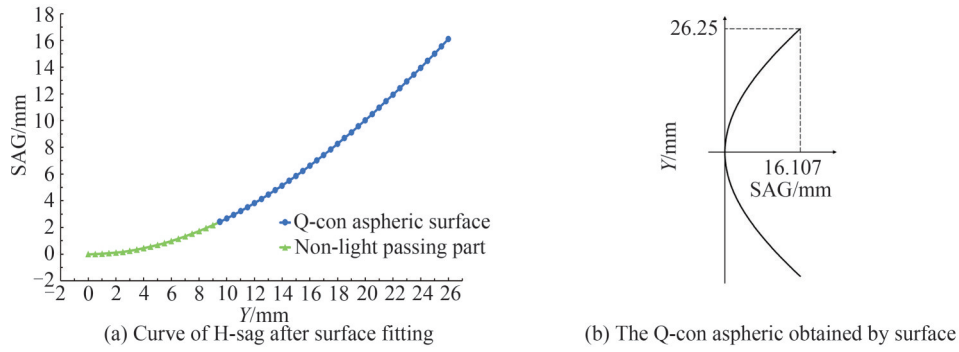 18
16
14
12
10
8
6
4
2
0
−2
SAG/mm
Q-con aspheric surface
Non-light passing part
−2 0 2 4 6 8 10 12 14 16 18 20 22 24 26
Y/mm
(a) Curve of H-sag after surface fitting
26.25
Y/mm
16.107
SAG/mm
(b) The Q-con aspheric obtained by surface